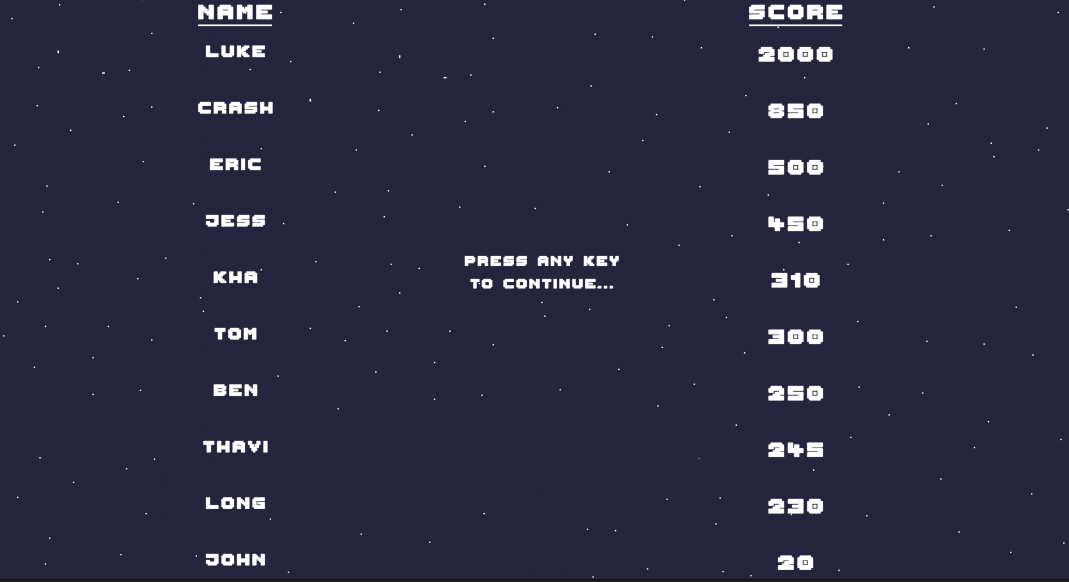 NAME SCORE
LUKE 2000
CRASH 850
ERIC 500
JESS 450
PRESS ANY KEY
TO CONTINUE...
KHA 310
TOM 300
BEN 250
THAVI 245
LONG 230
JOHN 20